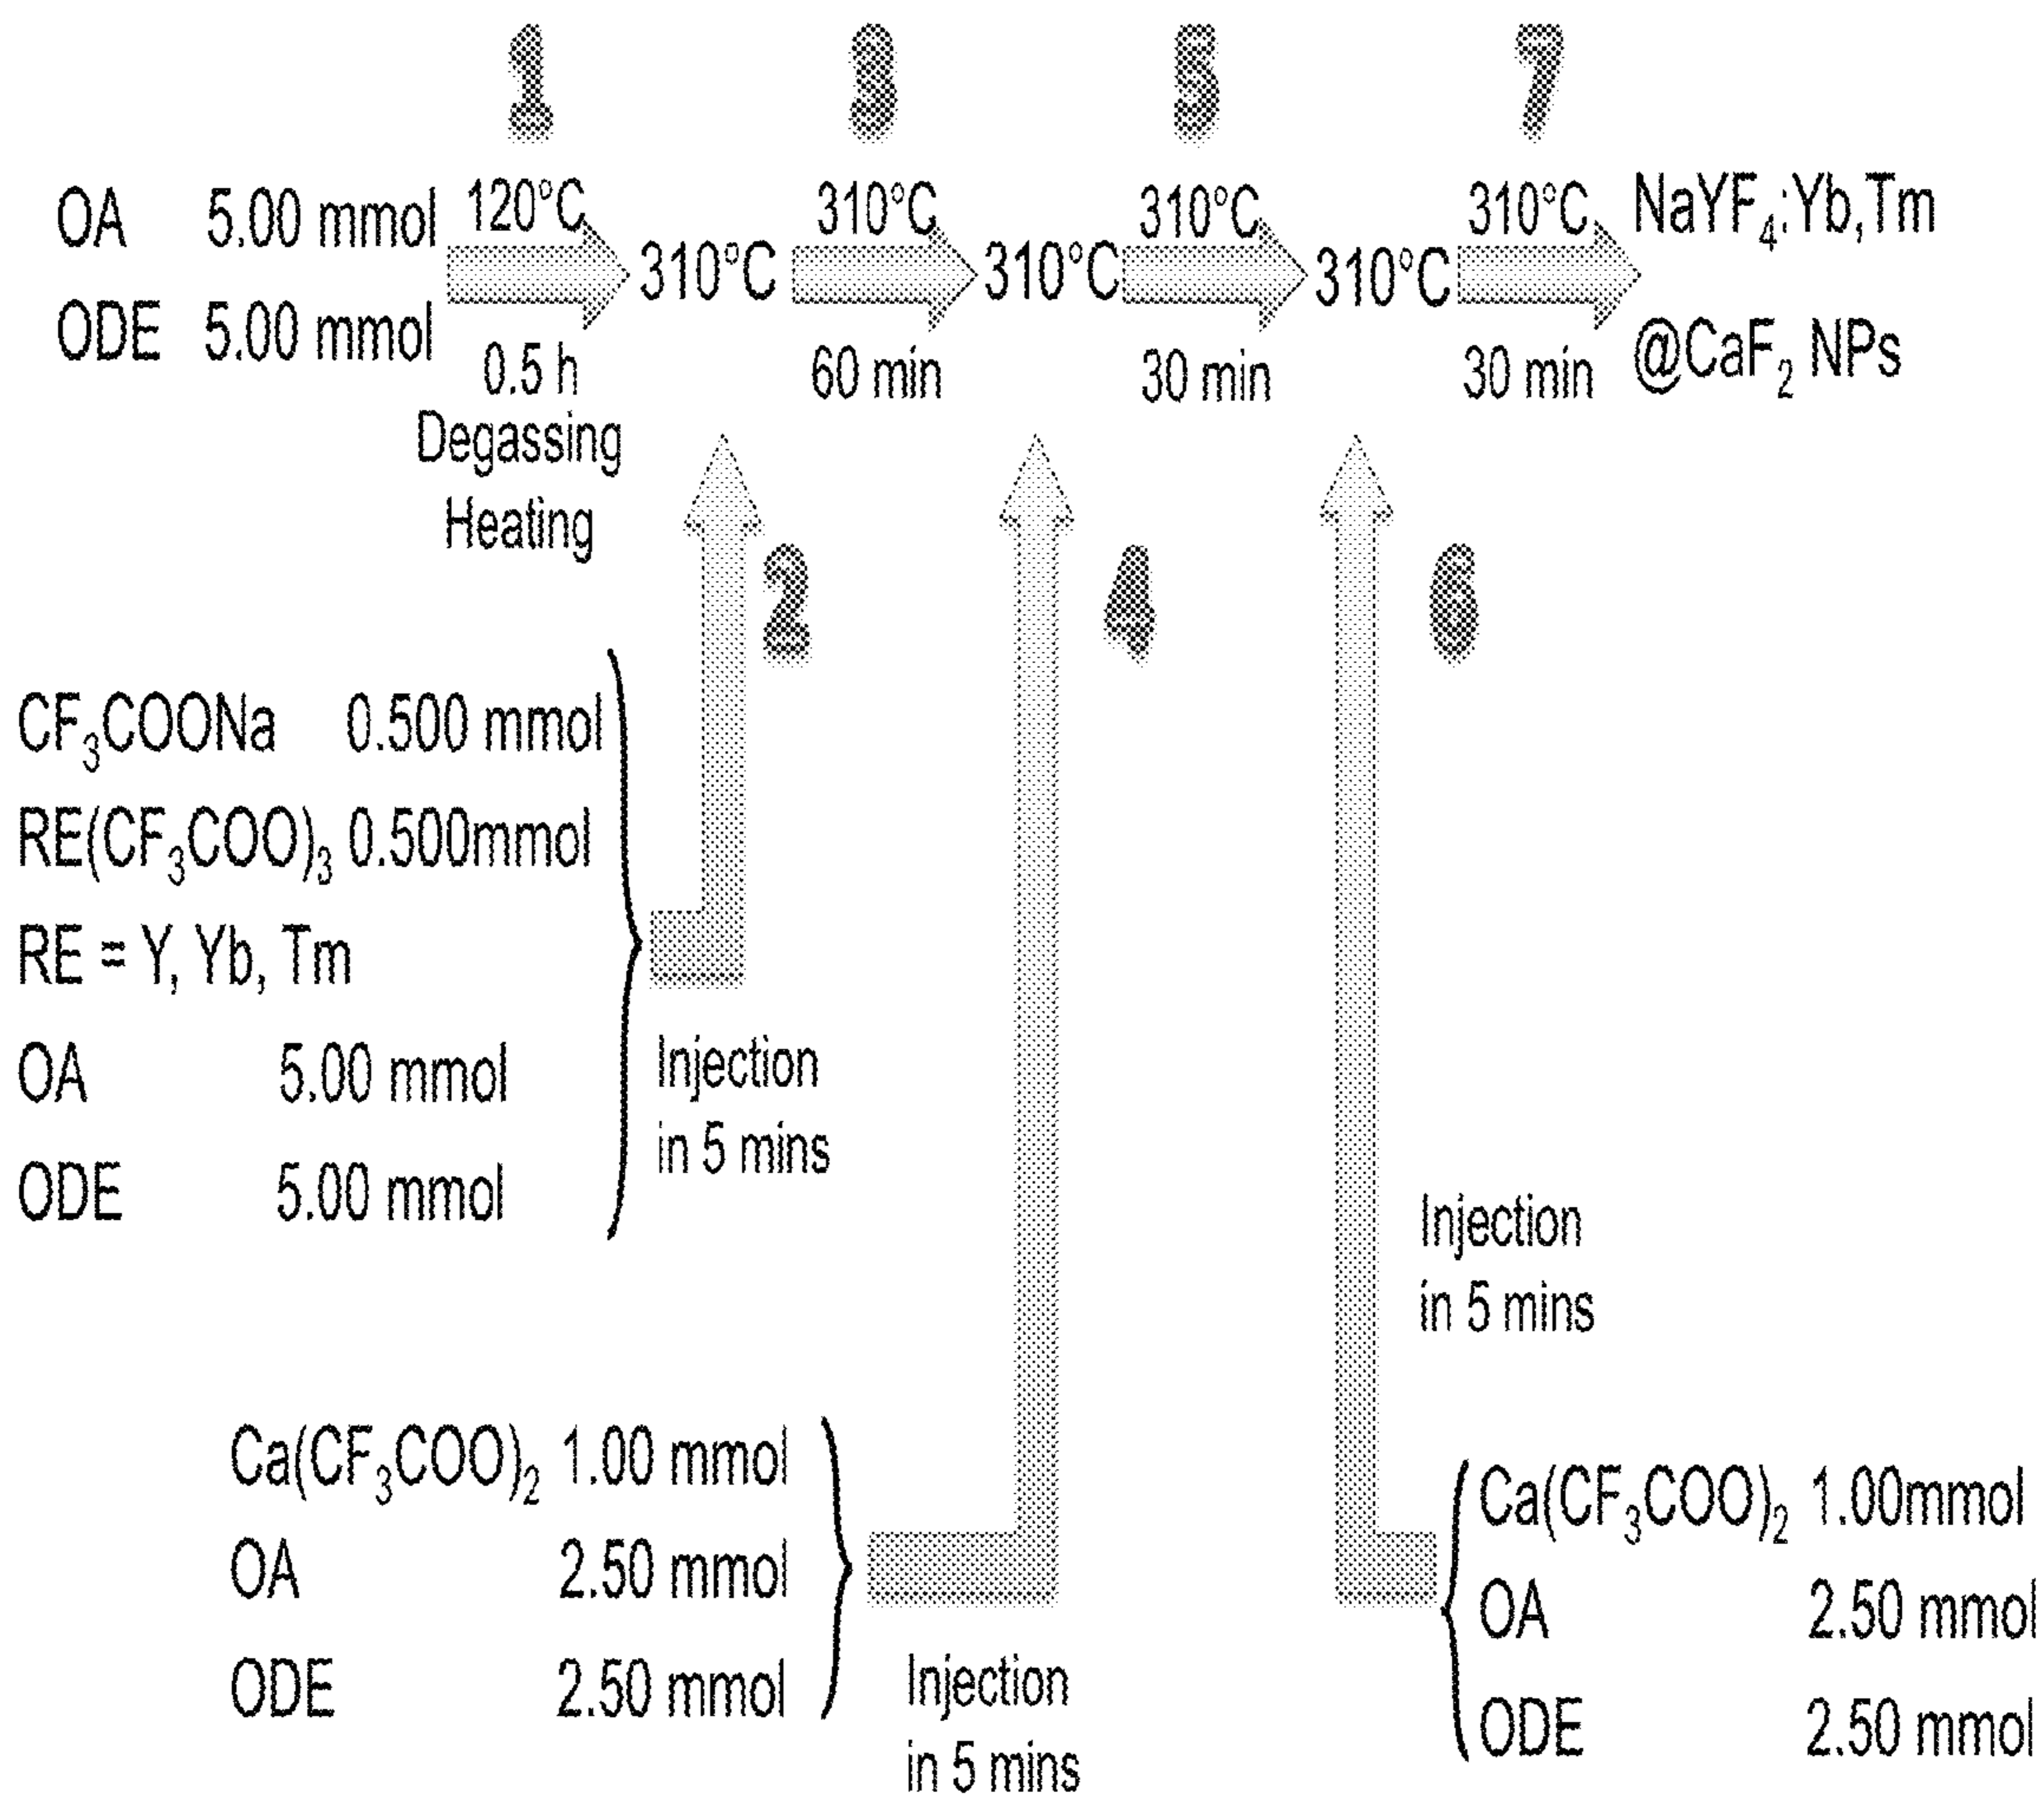 1 3 5 7
OA 5.00 mmol 120°C 310°C 310°C 310°C NaYF₄:Yb,Tm
310°C 310°C 310°C
ODE 5.00 mmol 0.5 h 60 min 30 min 30 min @CaF₂ NPs
Degassing
Heating
2 4 6
CF₃COONa 0.500 mmol
RE(CF₃COO)₃ 0.500mmol
RE = Y, Yb, Tm
OA 5.00 mmol
ODE 5.00 mmol
Injection
in 5 mins
Injection
in 5 mins
Ca(CF₃COO)₂ 1.00 mmol
OA 2.50 mmol
ODE 2.50 mmol
Injection
in 5 mins
Ca(CF₃COO)₂ 1.00mmol
OA 2.50 mmol
ODE 2.50 mmol